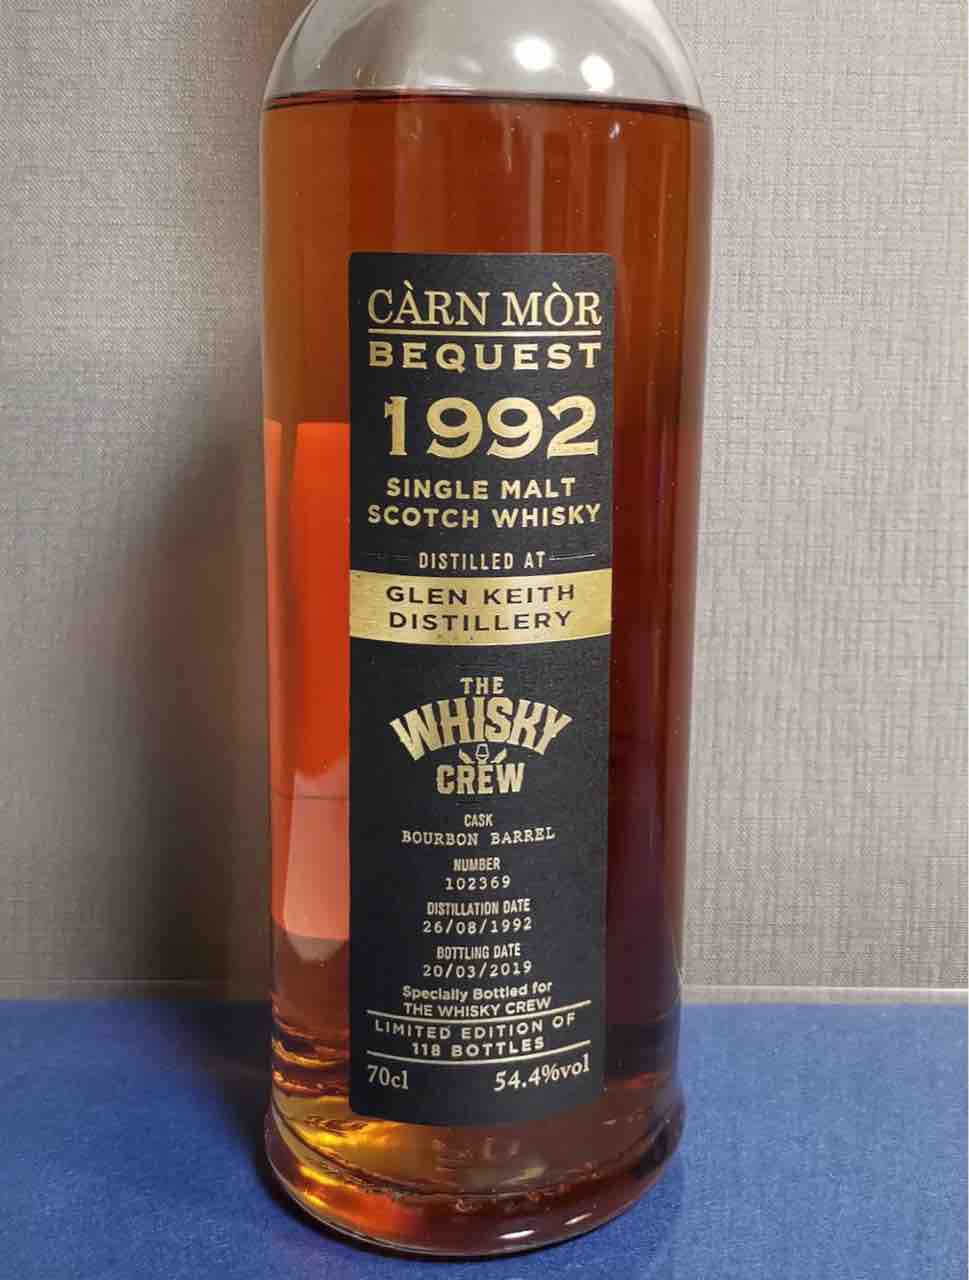 CÀRN MÒR
BEQUEST
1992
SINGLE MALT
SCOTCH WHISKY
DISTILLED AT
GLEN KEITH
DISTILLERY
THE
WHISKY
CREW
CASK
BOURBON BARREL
NUMBER
102369
DISTILLATION DATE
26/08/1992
BOTTLING DATE
20/03/2019
Specially Bottled for
THE WHISKY CREW
LIMITED EDITION OF
118 BOTTLES
70cl 54.4%vol